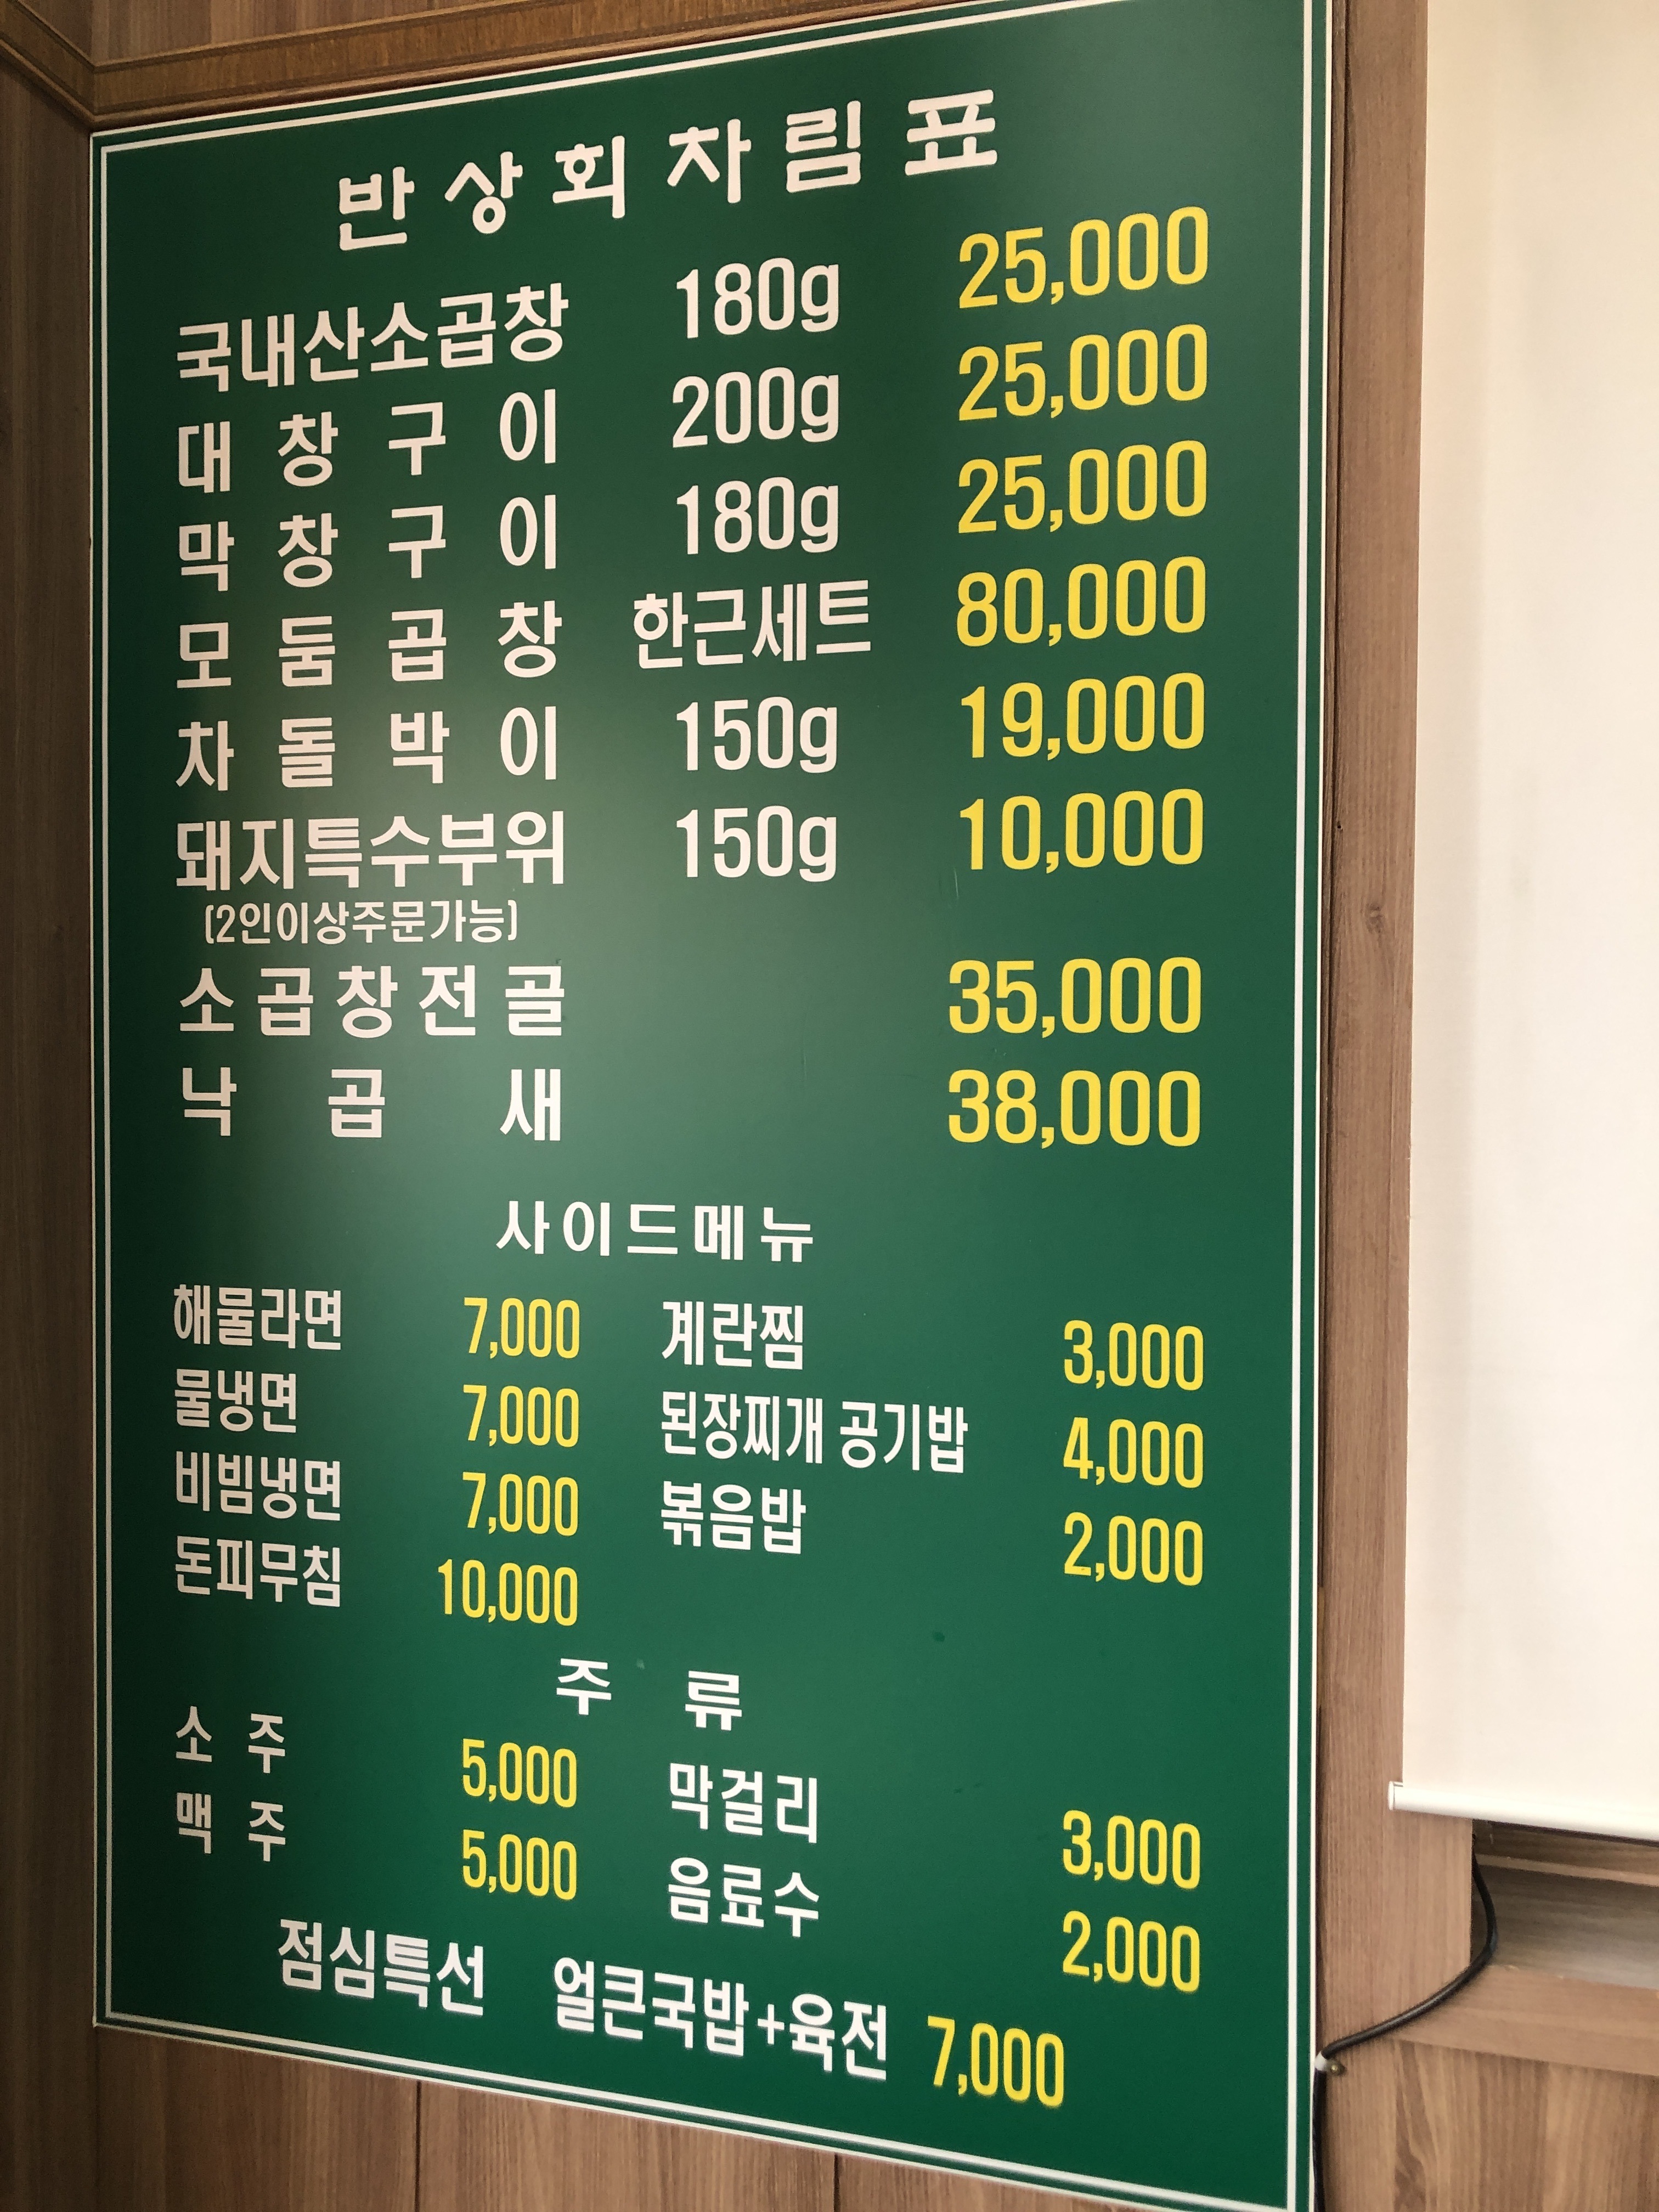 반상회차림표
국내산소곱창 180g 25,000
대창구이 200g 25,000
막창구이 180g 25,000
모둠곱창 한근세트 80,000
차돌박이 150g 19,000
돼지특수부위 150g 10,000
(2인이상주문가능)
소곱창전골 35,000
낙곱새 38,000
사이드메뉴
해물라면 7,000 계란찜 3,000
물냉면 7,000 된장찌개 공기밥 4,000
비빔냉면 7,000 볶음밥 2,000
돈피무침 10,000
주류
소주 5,000 막걸리 3,000
맥주 5,000 음료수 2,000
점심특선 얼큰국밥+육전 7,000